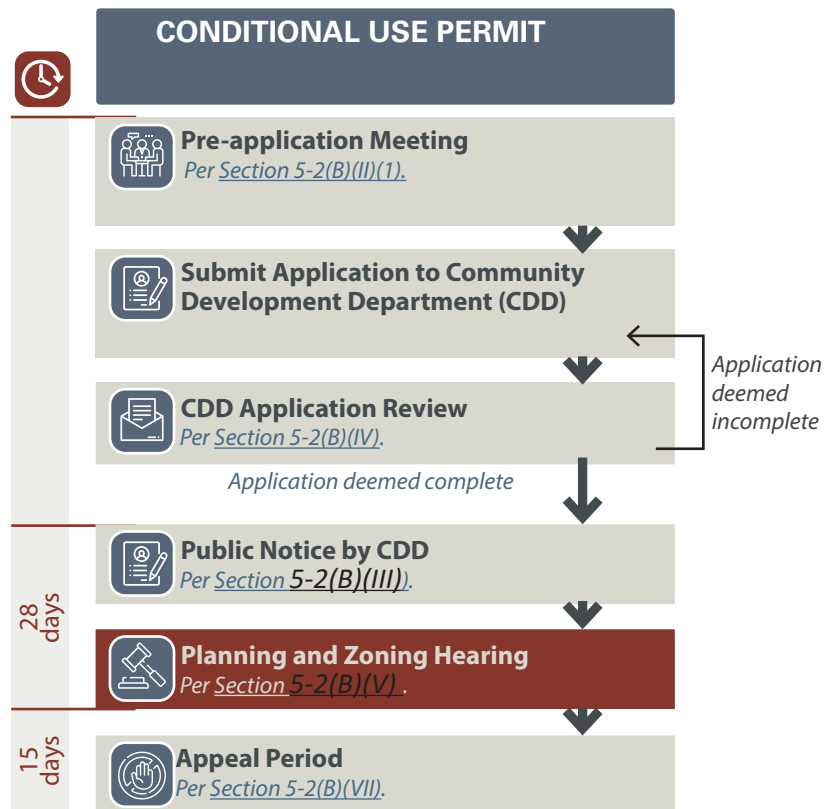 CONDITIONAL USE PERMIT
Pre-application Meeting
Per Section 5-2(B)(II)(1).
Submit Application to Community
Development Department (CDD)
Application
deemed
incomplete
CDD Application Review
Per Section 5-2(B)(IV).
Application deemed complete
28
days
Public Notice by CDD
Per Section 5-2(B)(III)).
Planning and Zoning Hearing
Per Section 5-2(B)(V) .
15
days
Appeal Period
Per Section 5-2(B)(VII).